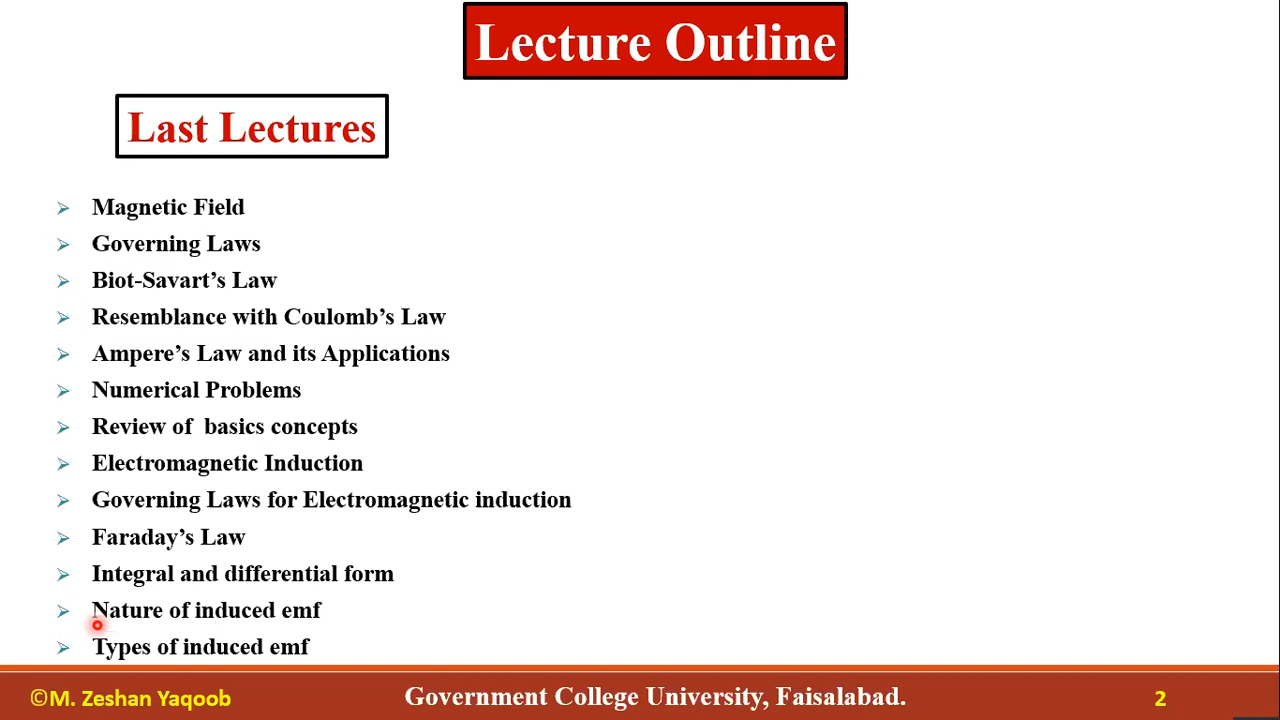 Lecture Outline
Last Lectures
Magnetic Field
Governing Laws
Biot-Savart’s Law
Resemblance with Coulomb’s Law
Ampere’s Law and its Applications
Numerical Problems
Review of basics concepts
Electromagnetic Induction
Governing Laws for Electromagnetic induction
Faraday’s Law
Integral and differential form
Nature of induced emf
Types of induced emf
©M. Zeshan Yaqoob Government College University, Faisalabad. 2